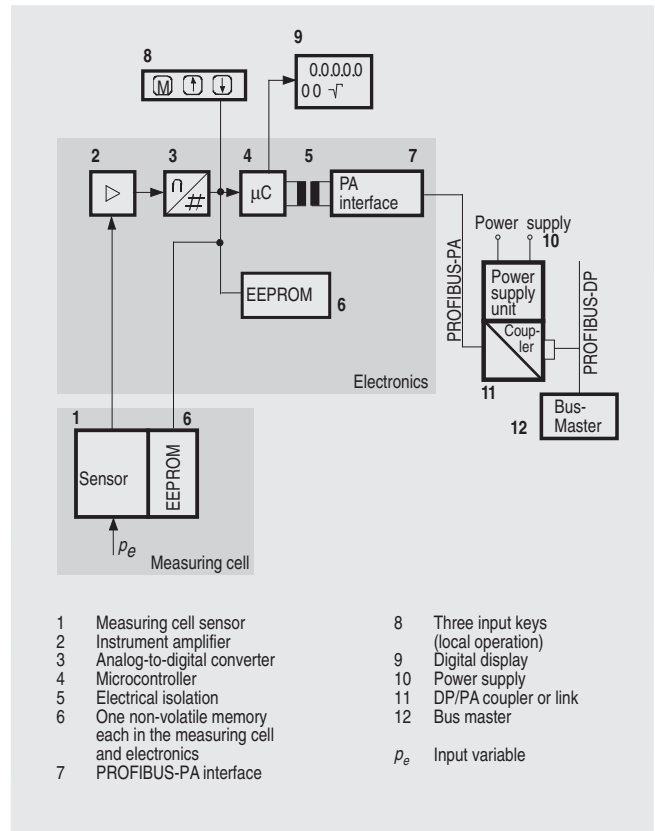 9
8
0.0.0.0.0
0 0 √
M ↑ ↓
2 3 4 5 7
∩ / #
µC
PA
interface
Power supply
10
PROFIBUS-PA
Power
supply
unit
PROFIBUS-DP
EEPROM
6
Coup-
ler
Electronics
11
1 6
12
Bus-
Master
Sensor
EEPROM
pe
Measuring cell
1 Measuring cell sensor
2 Instrument amplifier
3 Analog-to-digital converter
4 Microcontroller
5 Electrical isolation
6 One non-volatile memory
each in the measuring cell
and electronics
7 PROFIBUS-PA interface
8 Three input keys
(local operation)
9 Digital display
10 Power supply
11 DP/PA coupler or link
12 Bus master
pe Input variable